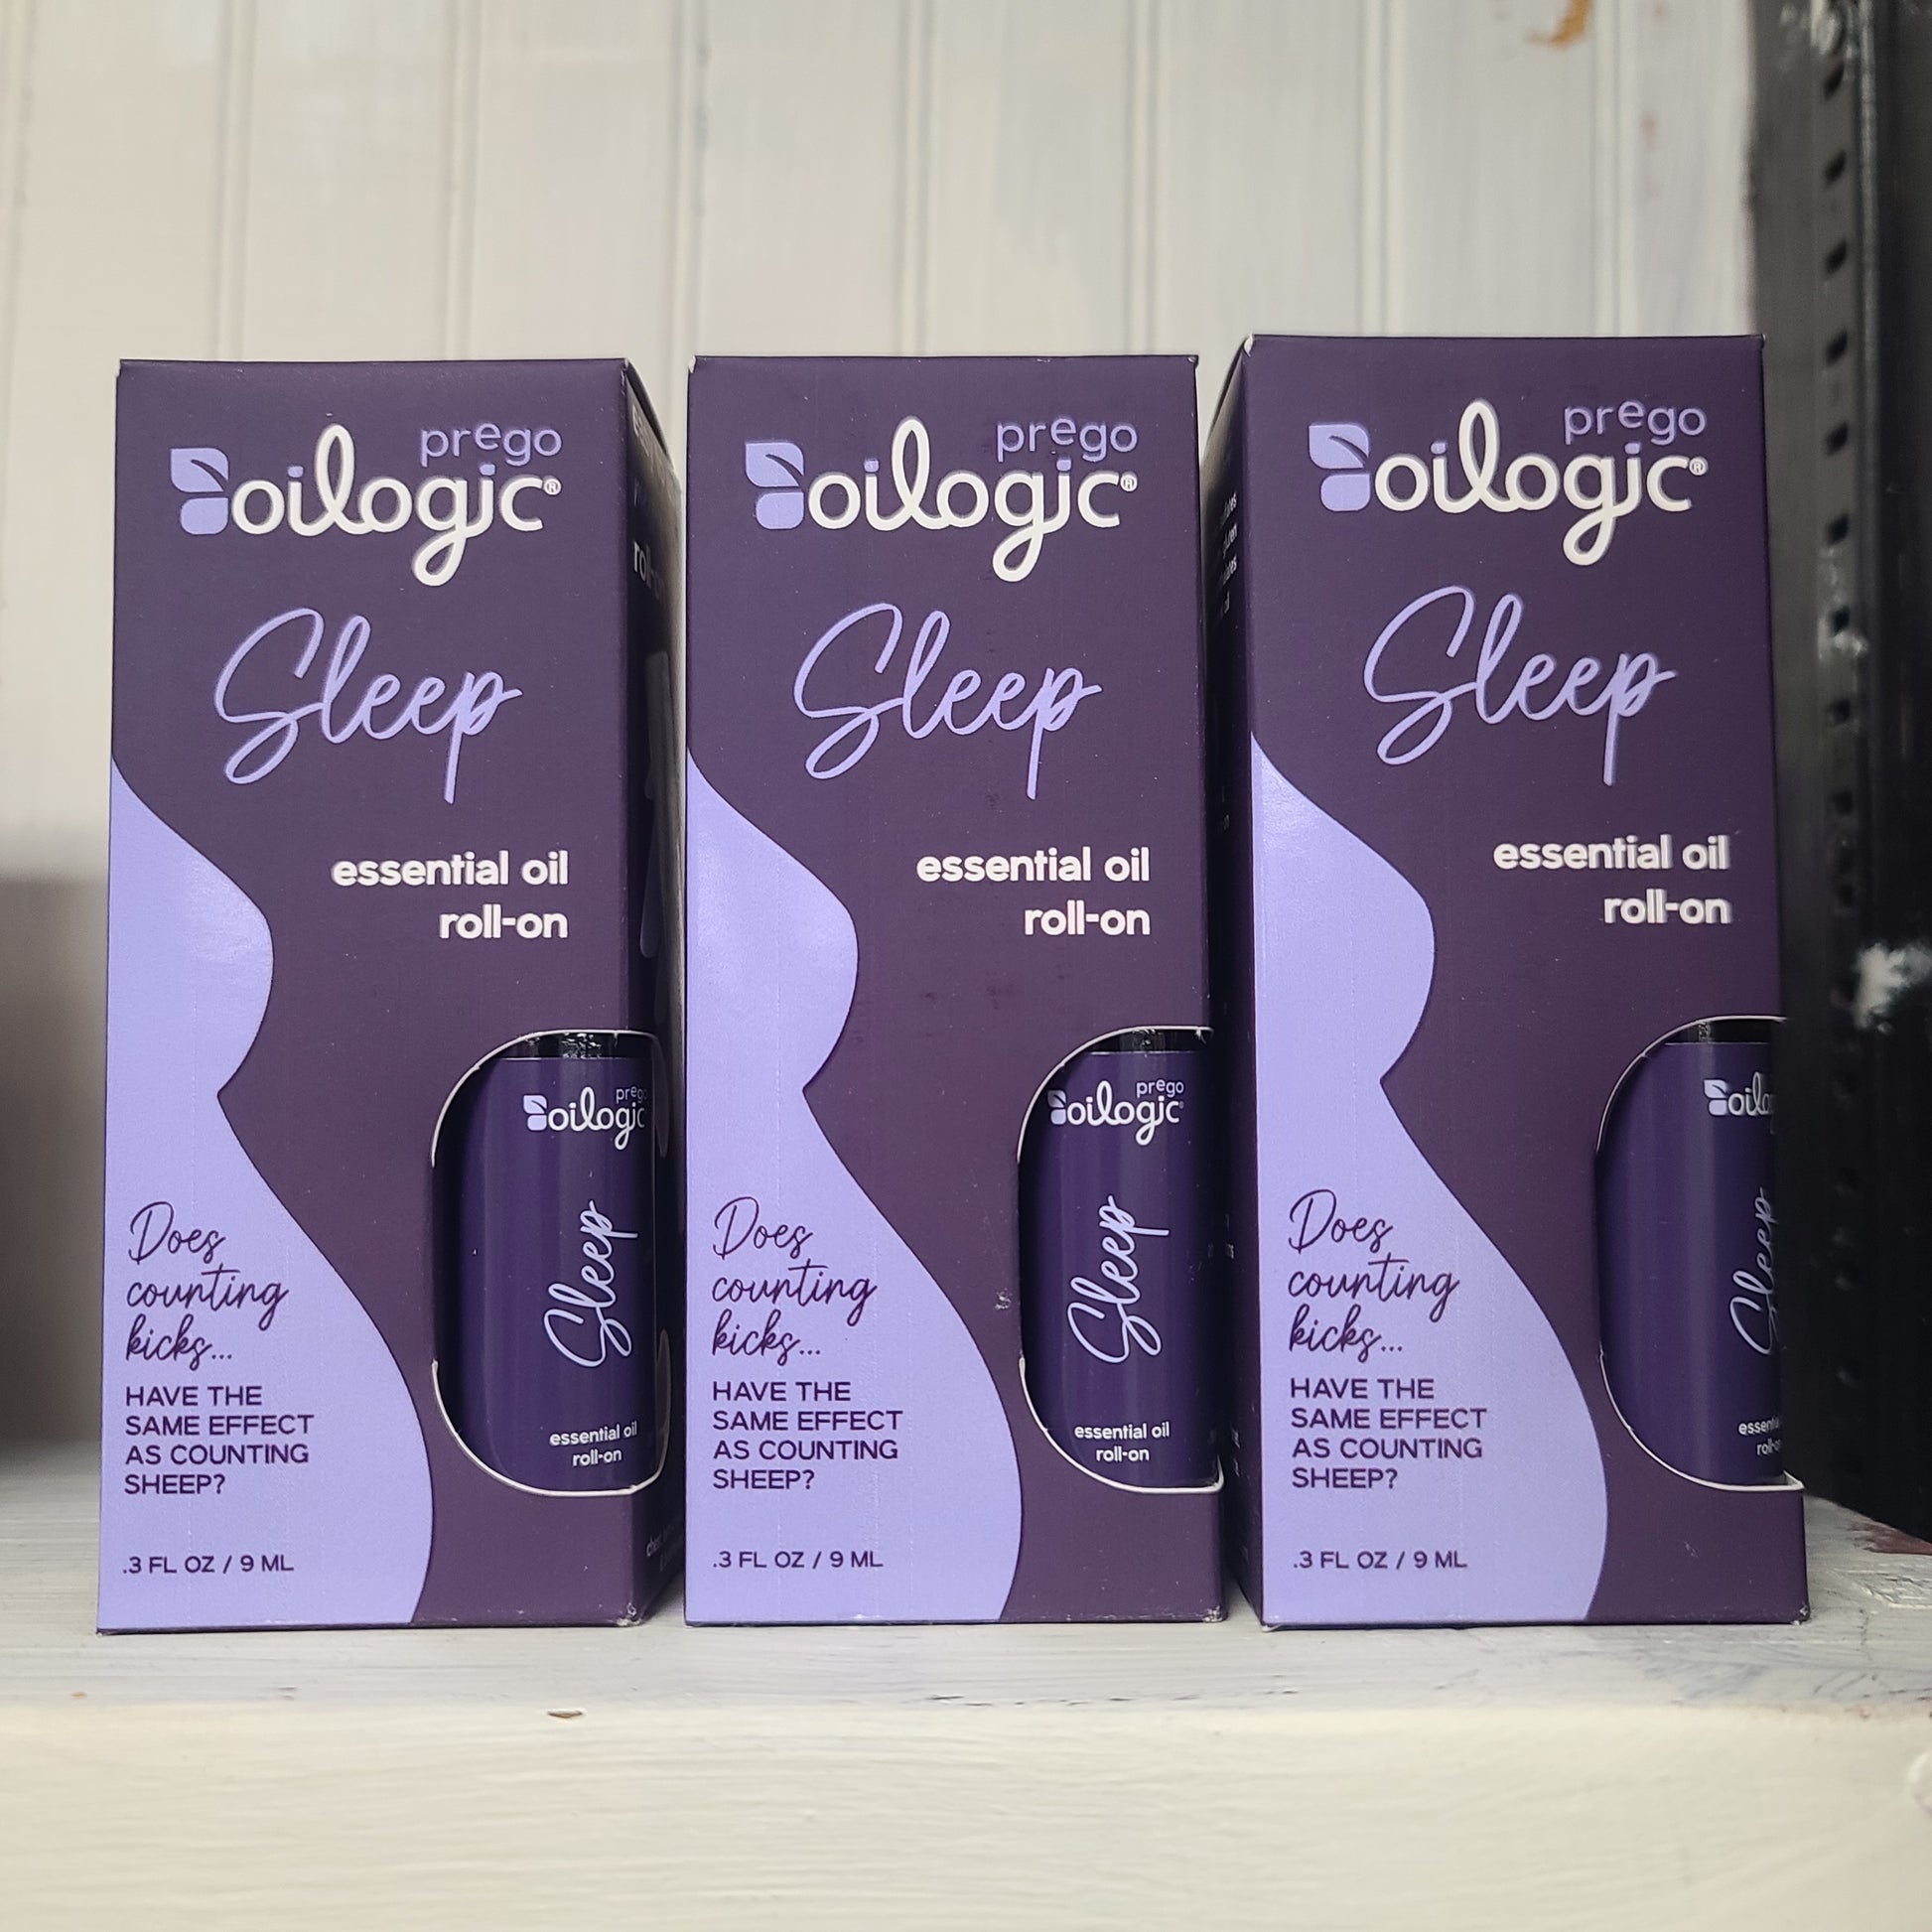 prego
oilogic®
Sleep
essential oil
roll-on
prego
oilogic
Sleep
essential oil
roll-on
Does
counting
kicks...
HAVE THE
SAME EFFECT
AS COUNTING
SHEEP?
.3 FL OZ / 9 ML
prego
oilogic®
Sleep
essential oil
roll-on
prego
oilogic
Sleep
essential oil
roll-on
Does
counting
kicks...
HAVE THE
SAME EFFECT
AS COUNTING
SHEEP?
.3 FL OZ / 9 ML
prego
oilogic®
Sleep
essential oil
roll-on
Sleep
Does
counting
kicks...
HAVE THE
SAME EFFECT
AS COUNTING
SHEEP?
.3 FL OZ / 9 ML